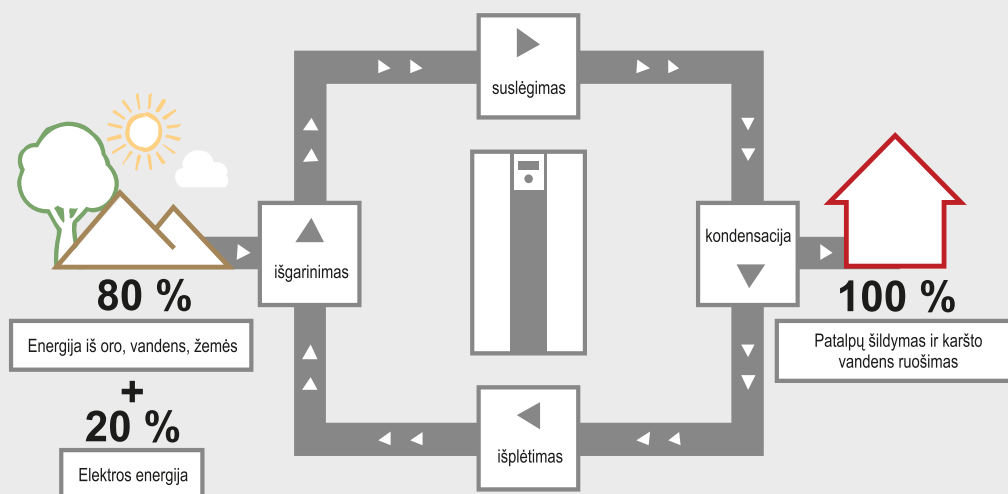 suslėgimas
išgarinimas
kondensacija
išplėtimas
80 %
Energija iš oro, vandens, žemės
+
20 %
Elektros energija
100 %
Patalpų šildymas ir karšto
vandens ruošimas